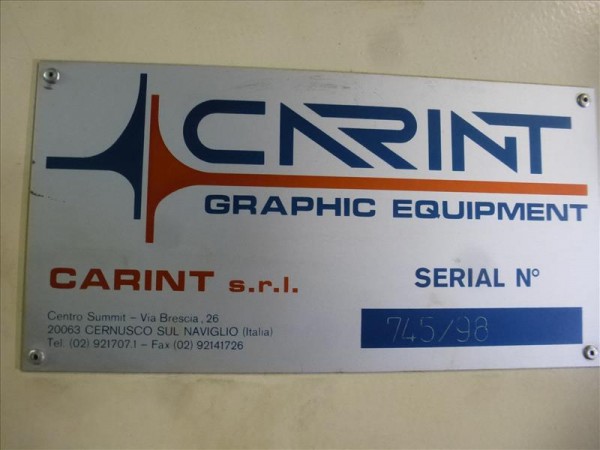 CARINT
GRAPHIC EQUIPMENT
CARINT s.r.l.
Centro Summit - Via Brescia, 26
20063 CERNUSCO SUL NAVIGLIO (Italia)
Tel. (02) 921707.1 - Fax (02) 92141726
SERIAL N°
745/98